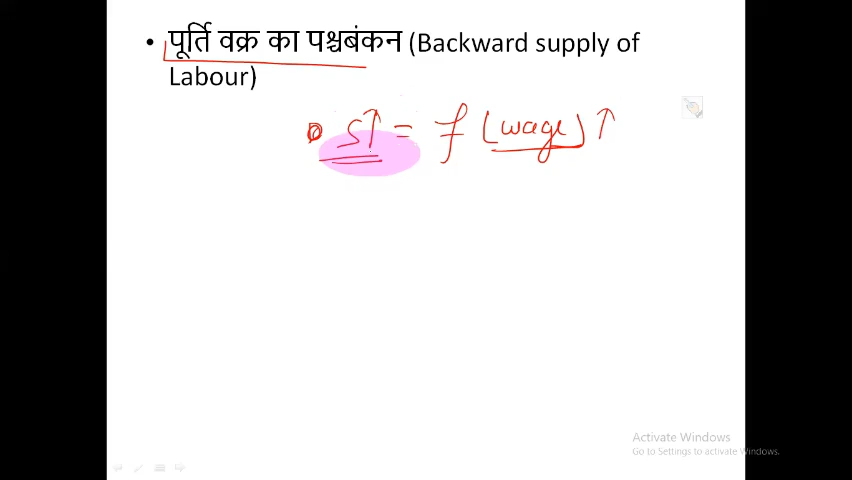 • पूर्ति वक्र का पश्चबंकन (Backward supply of
Labour)
S↑ = f (wage) ↑
Activate Windows
Go to Settings to activate Windows.